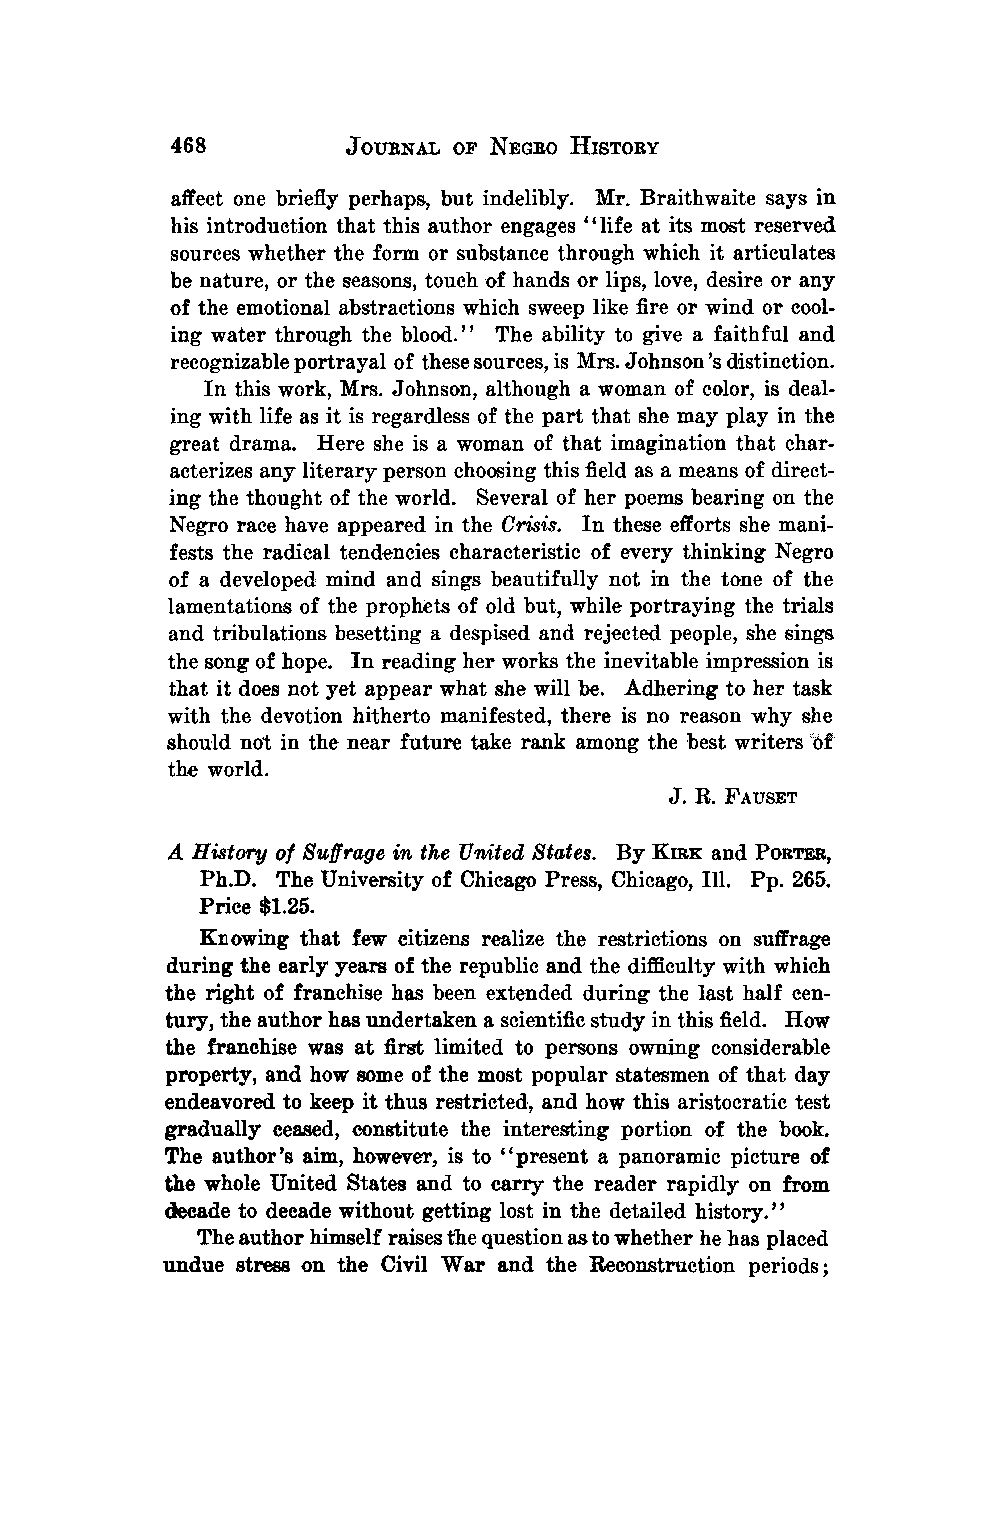 468 JOURNAL OF NEGRO HISTORY
affect one briefly perhaps, but indelibly. Mr. Braithwaite says in
his introduction that this author engages ‘‘life at its most reserved
sources whether the form or substance through which it articulates
be nature, or the seasons, touch of hands or lips, love, desire or any
of the emotional abstractions which sweep like fire or wind or cool-
ing water through the blood.’’ The ability to give a faithful and
recognizable portrayal of these sources, is Mrs. Johnson’s distinction.
In this work, Mrs. Johnson, although a woman of color, is deal-
ing with life as it is regardless of the part that she may play in the
great drama. Here she is a woman of that imagination that char-
acterizes any literary person choosing this field as a means of direct-
ing the thought of the world. Several of her poems bearing on the
Negro race have appeared in the Crisis. In these efforts she mani-
fests the radical tendencies characteristic of every thinking Negro
of a developed mind and sings beautifully not in the tone of the
lamentations of the prophets of old but, while portraying the trials
and tribulations besetting a despised and rejected people, she sings
the song of hope. In reading her works the inevitable impression is
that it does not yet appear what she will be. Adhering to her task
with the devotion hitherto manifested, there is no reason why she
should not in the near future take rank among the best writers of
the world.
J. R. FAUSET
A History of Suffrage in the United States. By KIRK and PORTER,
Ph.D. The University of Chicago Press, Chicago, Ill. Pp. 265.
Price $1.25.
Knowing that few citizens realize the restrictions on suffrage
during the early years of the republic and the difficulty with which
the right of franchise has been extended during the last half cen-
tury, the author has undertaken a scientific study in this field. How
the franchise was at first limited to persons owning considerable
property, and how some of the most popular statesmen of that day
endeavored to keep it thus restricted, and how this aristocratic test
gradually ceased, constitute the interesting portion of the book.
The author’s aim, however, is to ‘‘present a panoramic picture of
the whole United States and to carry the reader rapidly on from
decade to decade without getting lost in the detailed history.’’
The author himself raises the question as to whether he has placed
undue stress on the Civil War and the Reconstruction periods;